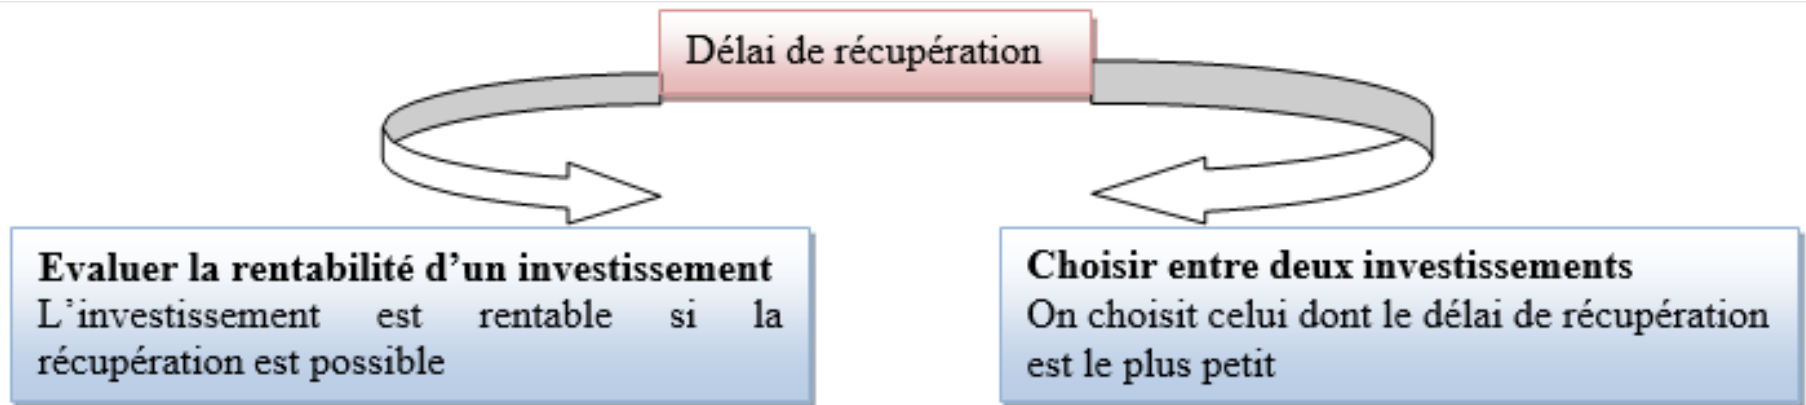 Délai de récupération
Evaluer la rentabilité d’un investissement
L’investissement est rentable si la
récupération est possible
Choisir entre deux investissements
On choisit celui dont le délai de récupération
est le plus petit